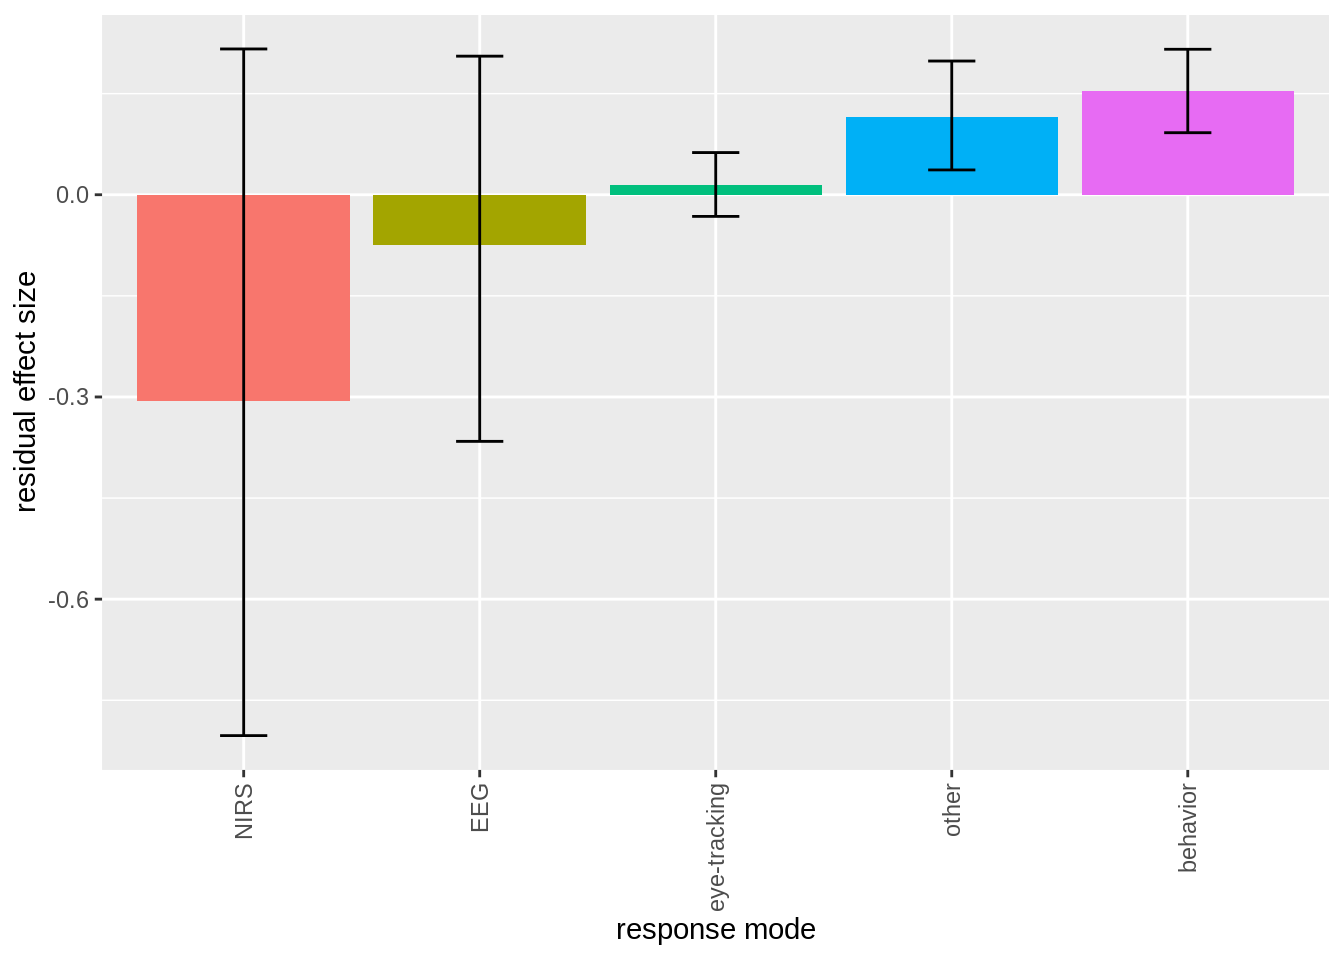 residual effect size
0.0
-0.3
-0.6
NIRS
EEG
eye-tracking
other
behavior
response mode